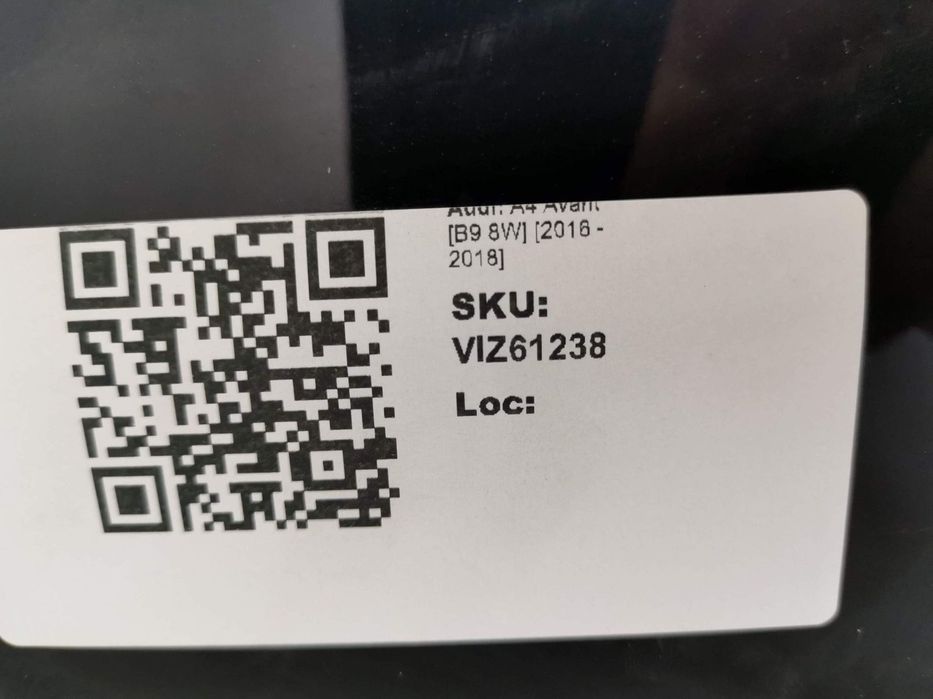 Audi: A4 Avant
[B9 8W] [2016 -
2018]
SKU:
VIZ61238
Loc: